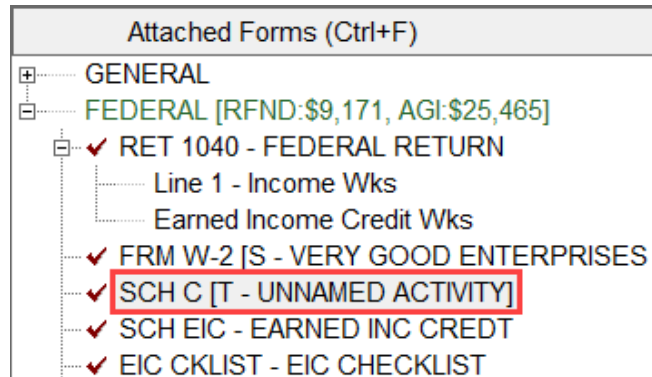 Attached Forms (Ctrl+F)
GENERAL
FEDERAL [RFND:$9,171, AGI:$25,465]
RET 1040 - FEDERAL RETURN
Line 1 - Income Wks
Earned Income Credit Wks
FRM W-2 [S - VERY GOOD ENTERPRISES
SCH C [T - UNNAMED ACTIVITY]
SCH EIC - EARNED INC CREDT
EIC CKLIST - EIC CHECKLIST